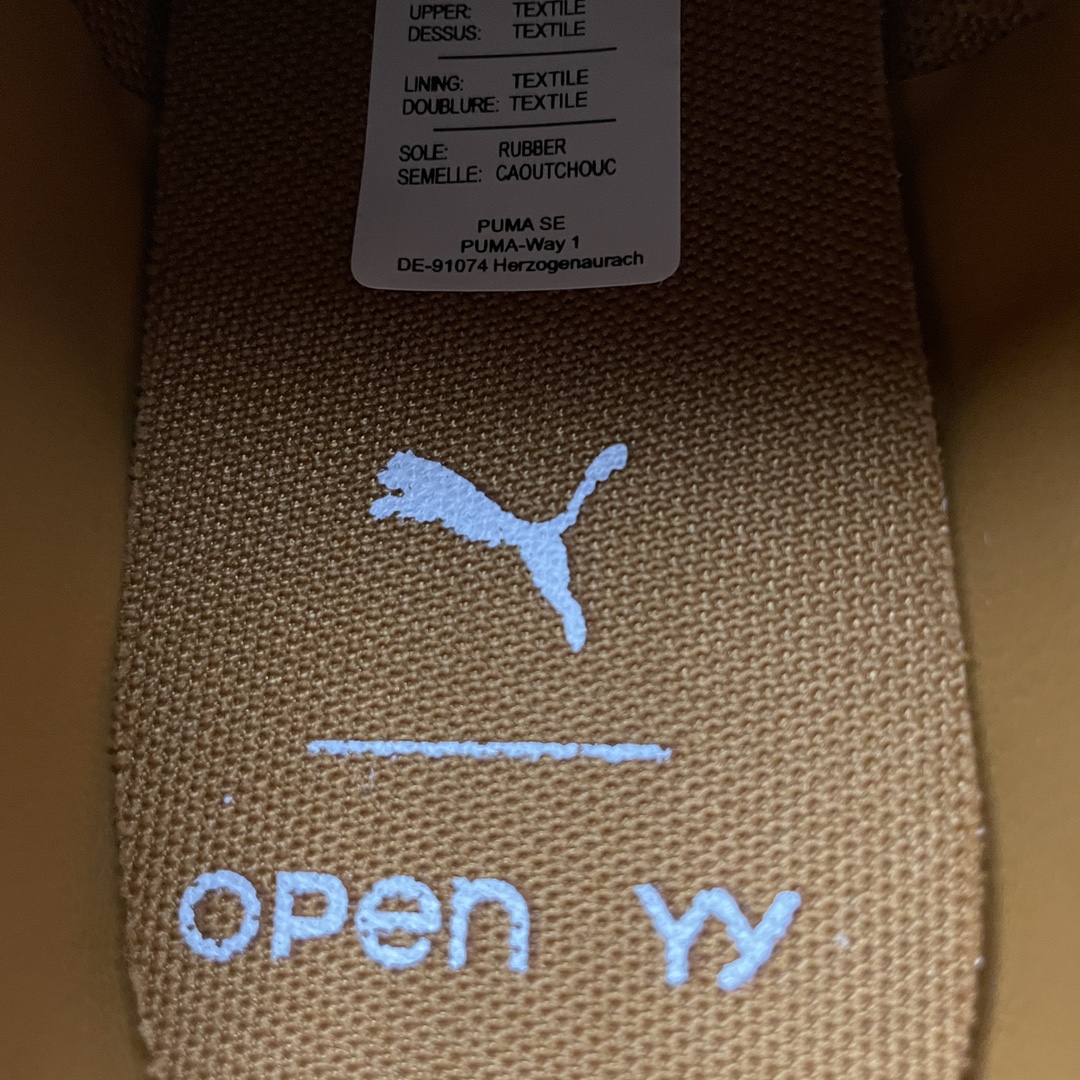 UPPER: TEXTILE
DESSUS: TEXTILE
LINING: TEXTILE
DOUBLURE: TEXTILE
SOLE: RUBBER
SEMELLE: CAOUTCHOUC
PUMA SE
PUMA-Way 1
DE-91074 Herzogenaurach
open yy